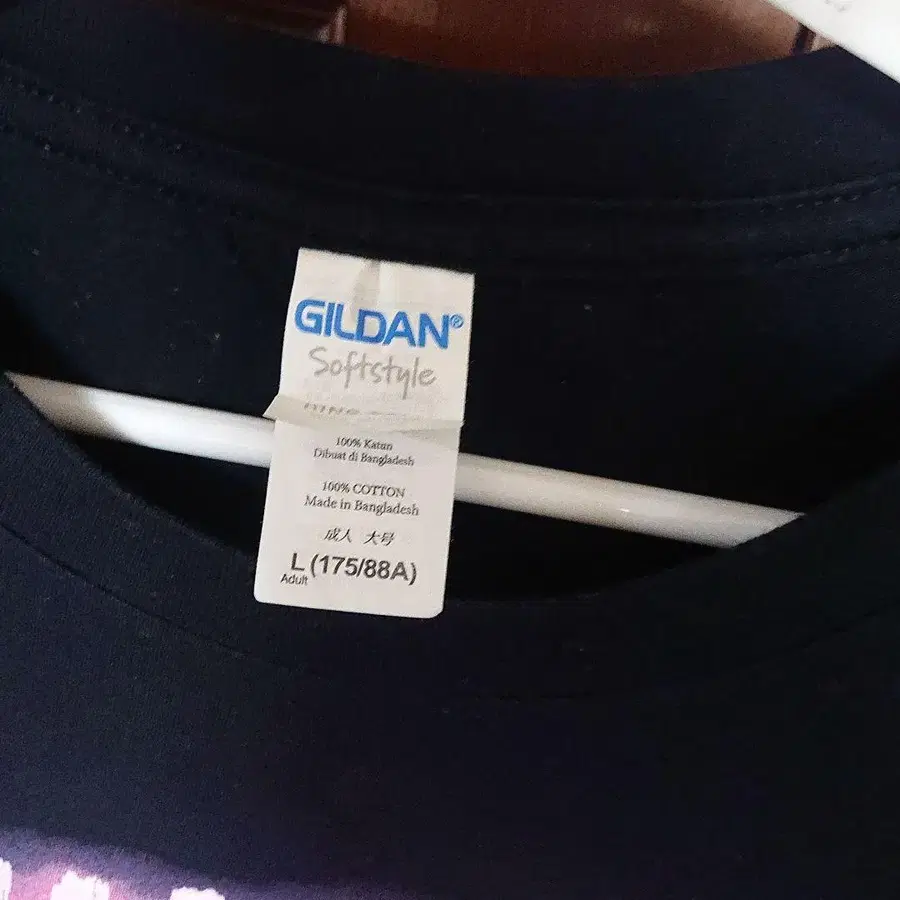 GILDAN®
Softstyle
100% Katun
Dibuat di Bangladesh
100% COTTON
Made in Bangladesh
成人 大号
L (175/88A)
Adult